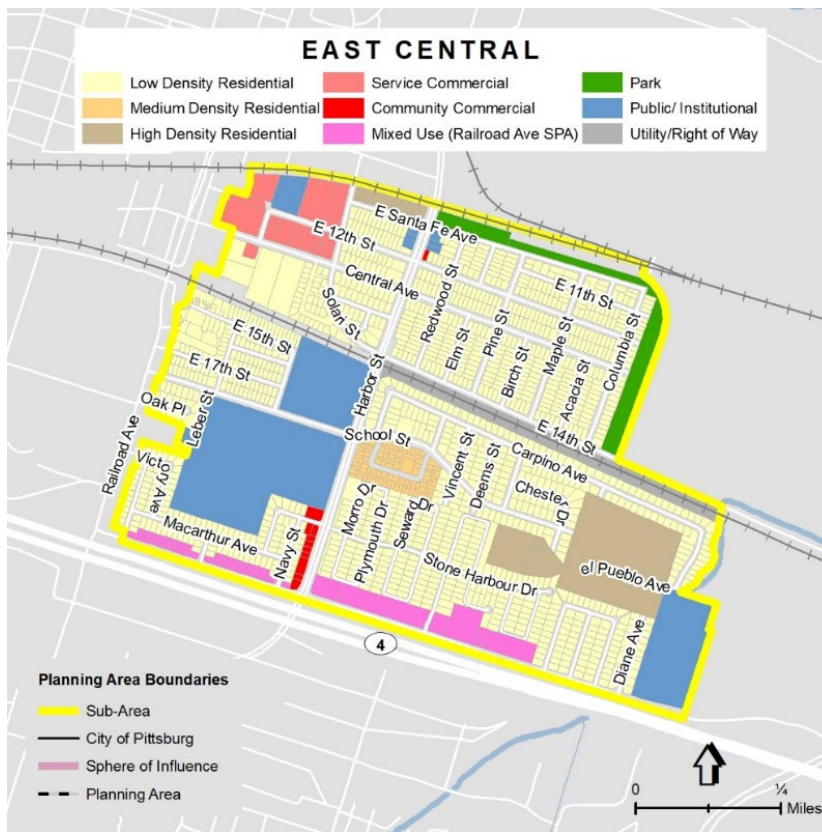 EAST CENTRAL
Low Density Residential
Medium Density Residential
High Density Residential
Service Commercial
Community Commercial
Mixed Use (Railroad Ave SPA)
Park
Public/ Institutional
Utility/Right of Way
E Santa Fe Ave
E 12th St
Central Ave
Solari St
Redwood St
Elm St
Pine St
Birch St
Maple St
E 11th St
Acacia St
Columbia St
E 14th St
E 15th St
E 17th St
Harbor St
Oak Pl
Leber St
Railroad Ave
School St
Victory Ave
Macarthur Ave
Navy St
Morro Dr
Plymouth Dr
Seward Dr
Vincent St
Deems St
Carpino Ave
Chester Dr
Stone Harbour Dr
el Pueblo Ave
Diane Ave
4
Planning Area Boundaries
Sub-Area
City of Pittsburg
Sphere of Influence
Planning Area
0 ¼
Miles